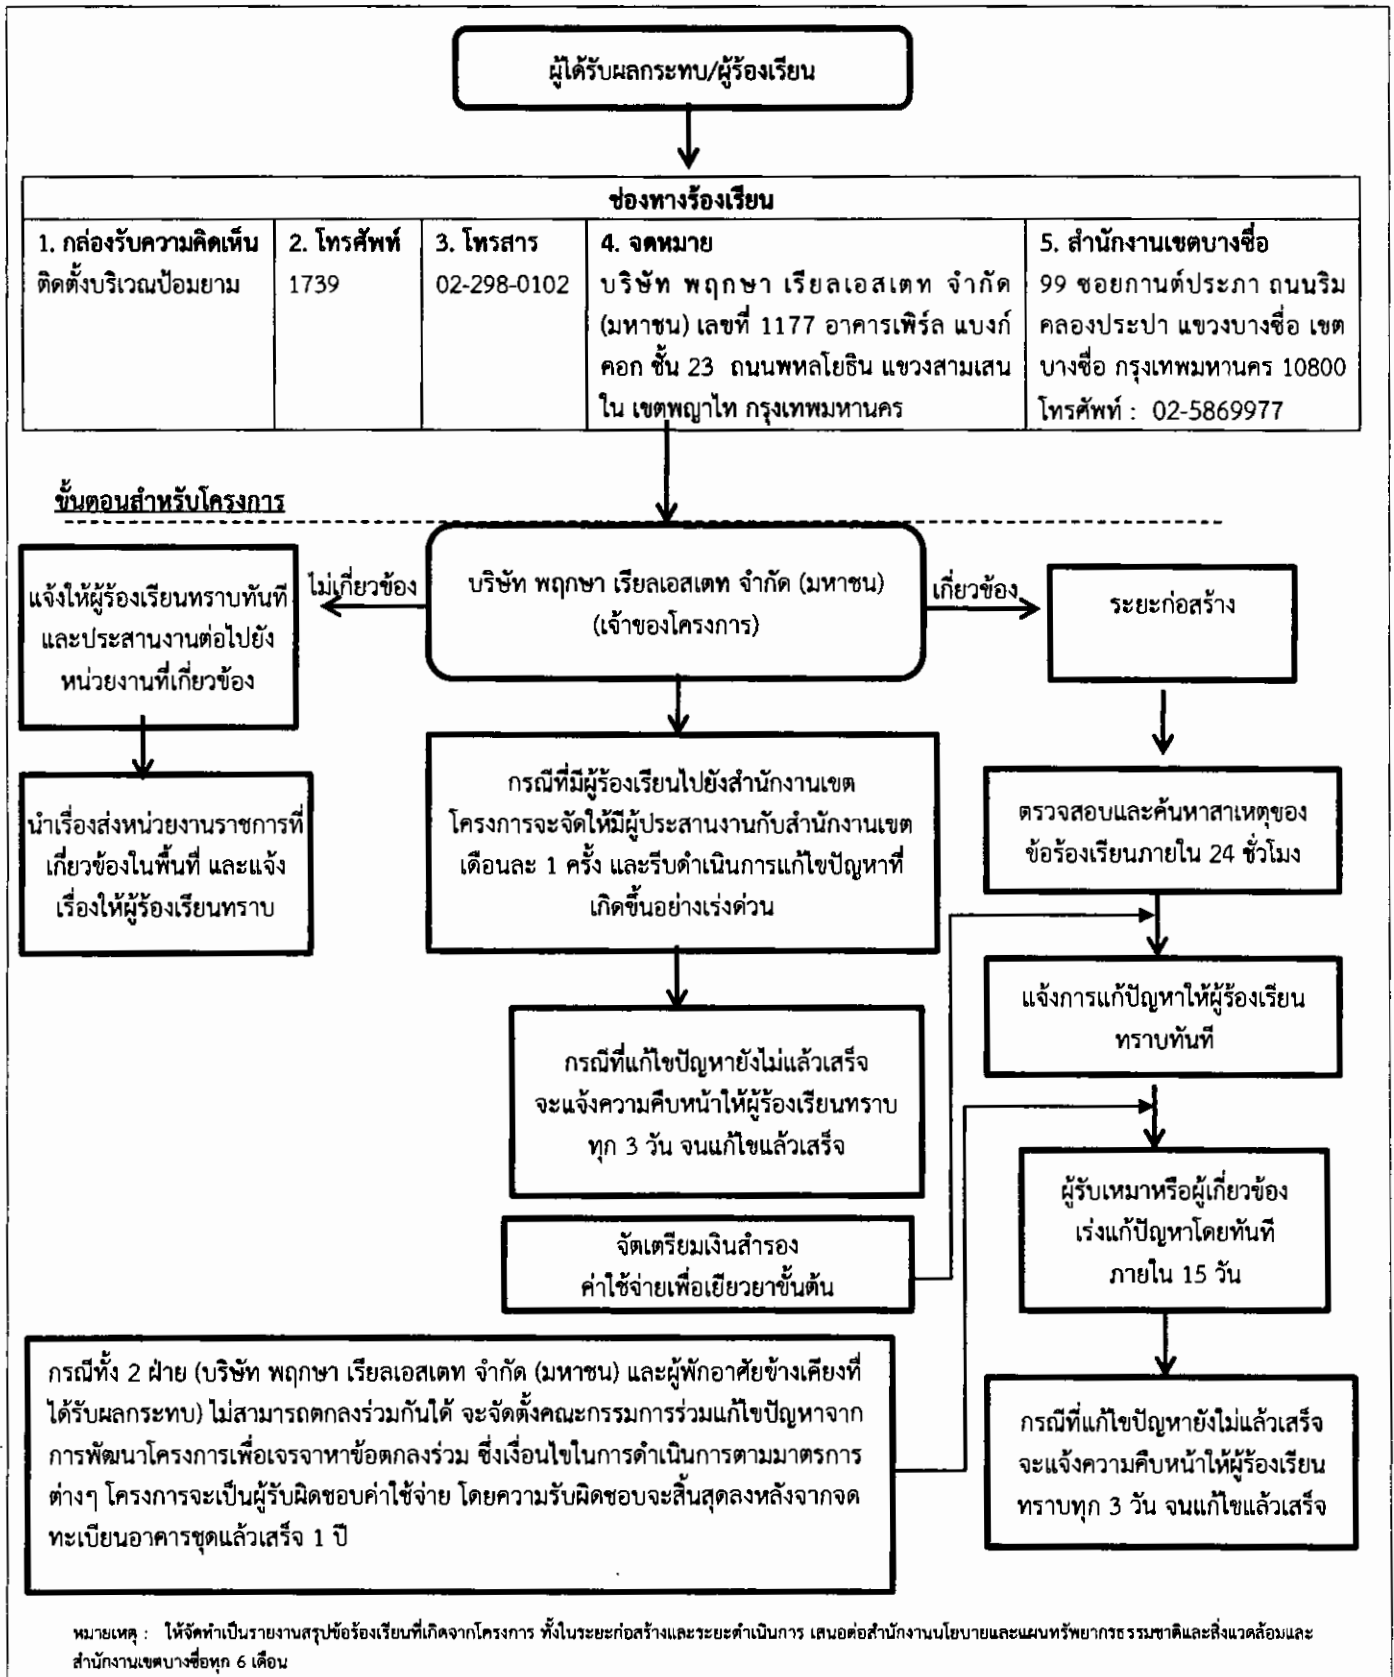 ผู้ได้รับผลกระทบ/ผู้ร้องเรียน
ช่องทางร้องเรียน
1. กล่องรับความคิดเห็น
ติดตั้งบริเวณป้อมยาม
2. โทรศัพท์
1739
3. โทรสาร
02-298-0102
4. จดหมาย
บริษัท พฤกษา เรียลเอสเตท จำกัด
(มหาชน) เลขที่ 1177 อาคารเพิร์ล แบงก์
คอก ชั้น 23 ถนนพหลโยธิน แขวงสามเสน
ใน เขตพญาไท กรุงเทพมหานคร
5. สำนักงานเขตบางซื่อ
99 ซอยกานต์ประภา ถนนริม
คลองประปา แขวงบางซื่อ เขต
บางซื่อ กรุงเทพมหานคร 10800
โทรศัพท์ : 02-5869977
ขั้นตอนสำหรับโครงการ
บริษัท พฤกษา เรียลเอสเตท จำกัด (มหาชน)
(เจ้าของโครงการ)
ไม่เกี่ยวข้อง
แจ้งให้ผู้ร้องเรียนทราบทันที
และประสานงานต่อไปยัง
หน่วยงานที่เกี่ยวข้อง
นำเรื่องส่งหน่วยงานราชการที่
เกี่ยวข้องในพื้นที่ และแจ้ง
เรื่องให้ผู้ร้องเรียนทราบ
กรณีที่มีผู้ร้องเรียนไปยังสำนักงานเขต
โครงการจะจัดให้มีผู้ประสานงานกับสำนักงานเขต
เดือนละ 1 ครั้ง และรีบดำเนินการแก้ไขปัญหาที่
เกิดขึ้นอย่างเร่งด่วน
กรณีที่แก้ไขปัญหายังไม่แล้วเสร็จ
จะแจ้งความคืบหน้าให้ผู้ร้องเรียนทราบ
ทุก 3 วัน จนแก้ไขแล้วเสร็จ
เกี่ยวข้อง
ระยะก่อสร้าง
ตรวจสอบและค้นหาสาเหตุของ
ข้อร้องเรียนภายใน 24 ชั่วโมง
แจ้งการแก้ปัญหาให้ผู้ร้องเรียน
ทราบทันที
ผู้รับเหมาหรือผู้เกี่ยวข้อง
เร่งแก้ปัญหาโดยทันที
ภายใน 15 วัน
กรณีที่แก้ไขปัญหายังไม่แล้วเสร็จ
จะแจ้งความคืบหน้าให้ผู้ร้องเรียน
ทราบทุก 3 วัน จนแก้ไขแล้วเสร็จ
จัดเตรียมเงินสำรอง
ค่าใช้จ่ายเพื่อเยียวยาขั้นต้น
กรณีทั้ง 2 ฝ่าย (บริษัท พฤกษา เรียลเอสเตท จำกัด (มหาชน) และผู้พักอาศัยข้างเคียงที่
ได้รับผลกระทบ) ไม่สามารถตกลงร่วมกันได้ จะจัดตั้งคณะกรรมการร่วมแก้ไขปัญหาจาก
การพัฒนาโครงการเพื่อเจรจาหาข้อตกลงร่วม ซึ่งเงื่อนไขในการดำเนินการตามมาตรการ
ต่างๆ โครงการจะเป็นผู้รับผิดชอบค่าใช้จ่าย โดยความรับผิดชอบจะสิ้นสุดลงหลังจากจด
ทะเบียนอาคารชุดแล้วเสร็จ 1 ปี
หมายเหตุ : ให้จัดทำเป็นรายงานสรุปข้อร้องเรียนที่เกิดจากโครงการ ทั้งในระยะก่อสร้างและระยะดำเนินการ เสนอต่อสำนักงานนโยบายและแผนทรัพยากรธรรมชาติและสิ่งแวดล้อมและ
สำนักงานเขตบางซื่อทุก 6 เดือน